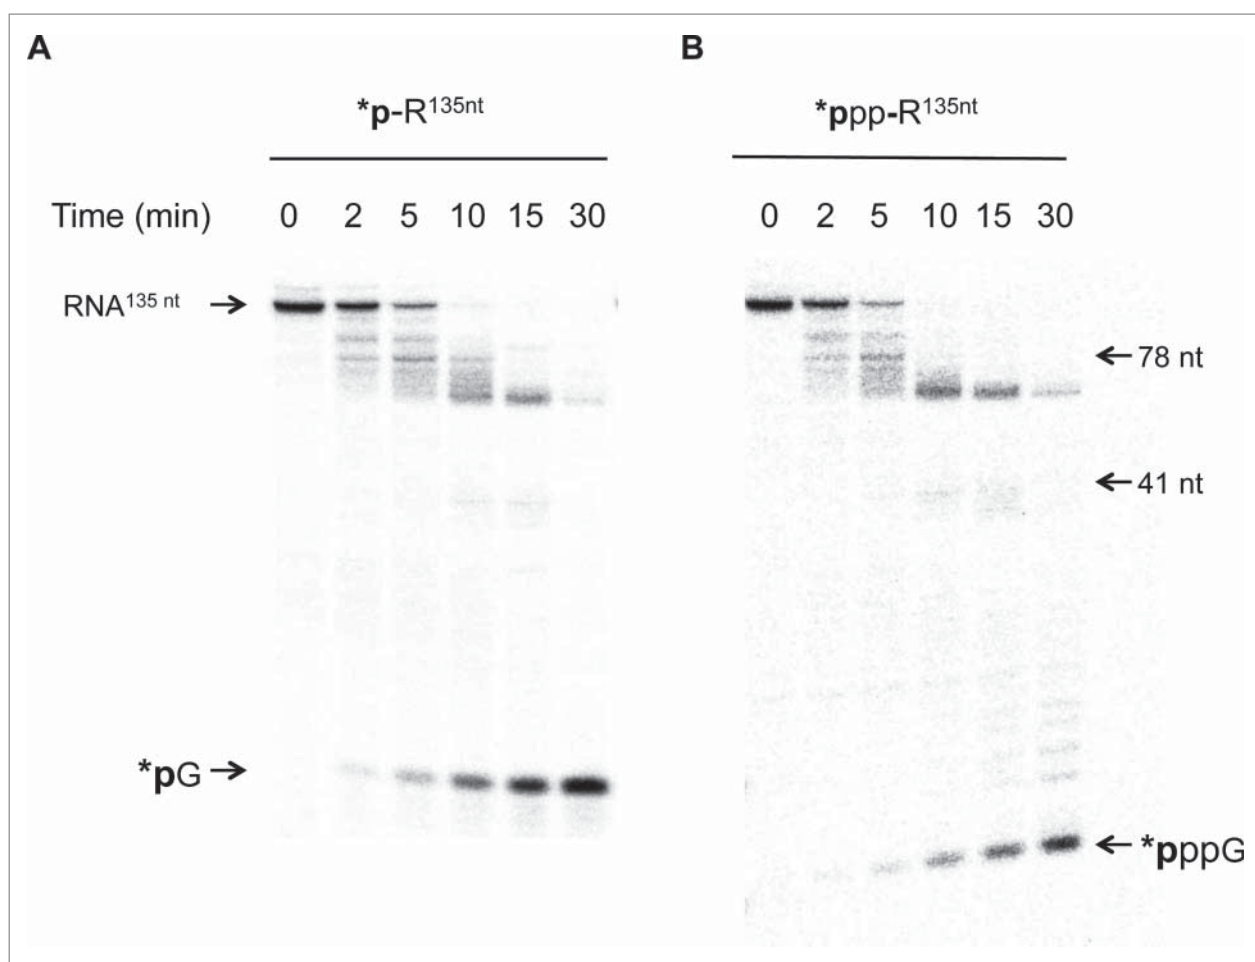 A
*p-R135nt
Time (min) 0 2 5 10 15 30
RNA135 nt →
*pG →
B
*ppp-R135nt
0 2 5 10 15 30
← 78 nt
← 41 nt
← *pppG